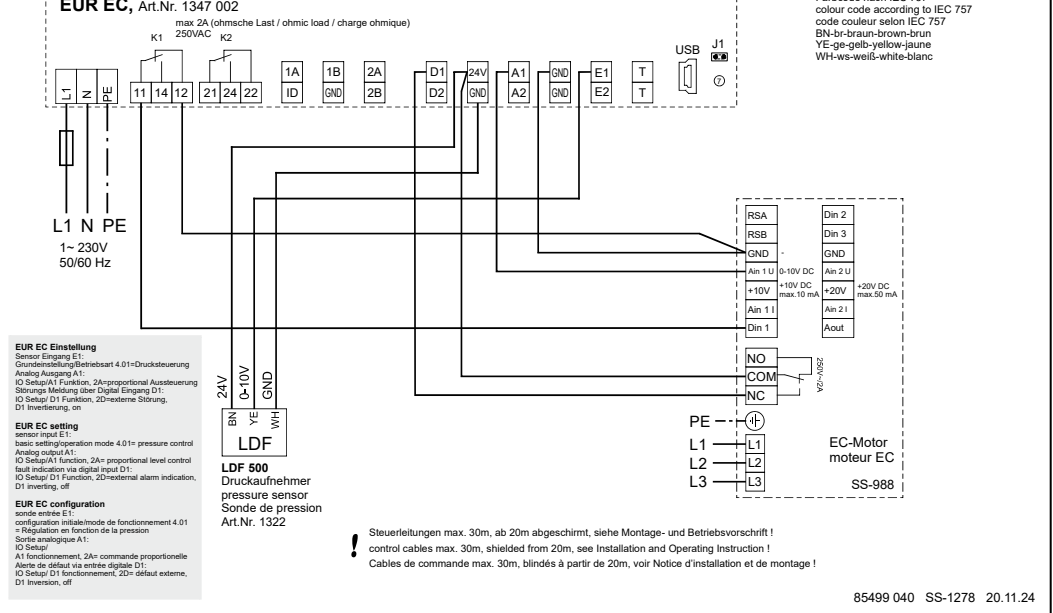 EUR EC, Art.Nr. 1347 002
max 2A (ohmsche Last / ohmic load / charge ohmique)
250VAC
K1
K2
L1
N
PE
11 14 12
21 24 22
1A
ID
1B
GND
2A
2B
D1
D2
24V
GND
A1
A2
GND
GND
E1
E2
T
T
USB
J1
7
colour code according to IEC 757
code couleur selon IEC 757
BN-br-braun-brown-brun
YE-ge-gelb-yellow-jaune
WH-ws-weiß-white-blanc
L1 N PE
1~ 230V
50/60 Hz
RSA
RSB
GND -
Ain 1 U 0-10V DC
+10V +10V DC
max.10 mA
Ain 1 I
Din 1
Din 2
Din 3
GND
Ain 2 U
+20V +20V DC
max.50 mA
Ain 2 I
Aout
NO
COM
NC
250V~/2A
PE
L1 L1
L2 L2
L3 L3
EC-Motor
moteur EC
SS-988
24V
0-10V
GND
BN
YE
WH
LDF
LDF 500
Druckaufnehmer
pressure sensor
Sonde de pression
Art.Nr. 1322
EUR EC Einstellung
Sensor Eingang E1:
Grundeinstellung/Betriebsart 4.01=Drucksteuerung
Analog Ausgang A1:
IO Setup/A1 Funktion, 2A=proportional Aussteuerung
Störungs Meldung über Digital Eingang D1:
IO Setup/ D1 Funktion, 2D=externe Störung,
D1 Invertierung, on
EUR EC setting
sensor input E1:
basic setting/operation mode 4.01= pressure control
Analog output A1:
IO Setup/A1 function, 2A= proportional level control
fault indication via digital input D1:
IO Setup/ D1 Function, 2D=external alarm indication,
D1 inverting, off
EUR EC configuration
sonde entrée E1:
configuration initiale/mode de fonctionnement 4.01
= Régulation en fonction de la pression
Sortie analogique A1:
IO Setup/
A1 fonctionnement, 2A= commande proportionelle
Alerte de défaut via entrée digitale D1:
IO Setup/ D1 fonctionnement, 2D= défaut externe,
D1 Inversion, off
! Steuerleitungen max. 30m, ab 20m abgeschirmt, siehe Montage- und Betriebsvorschrift !
control cables max. 30m, shielded from 20m, see Installation and Operating Instruction !
Cables de commande max. 30m, blindés à partir de 20m, voir Notice d'installation et de montage !
85499 040 SS-1278 20.11.24